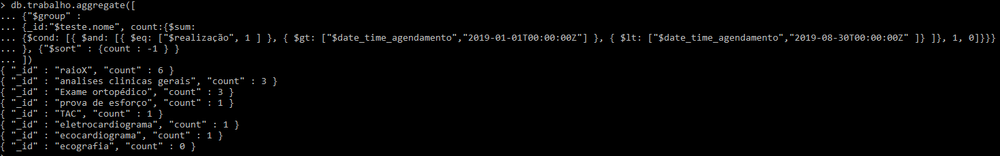 > db.trabalho.aggregate([
... {"$group" :
... {_id:"$teste.nome", count:{$sum:
... {$cond: [{ $and: [{ $eq: ["$realização", 1 ] }, { $gt: ["$date_time_agendamento","2019-01-01T00:00:00Z"] }, { $lt: ["$date_time_agendamento","2019-08-30T00:00:00Z" ]} ]}, 1, 0]}}}
... }, {"$sort" : {count : -1 } }
... ])
{ "_id" : "raioX", "count" : 6 }
{ "_id" : "analises clinicas gerais", "count" : 3 }
{ "_id" : "Exame ortopédico", "count" : 3 }
{ "_id" : "prova de esforço", "count" : 1 }
{ "_id" : "TAC", "count" : 1 }
{ "_id" : "eletrocardiograma", "count" : 1 }
{ "_id" : "ecocardiograma", "count" : 1 }
{ "_id" : "ecografia", "count" : 0 }